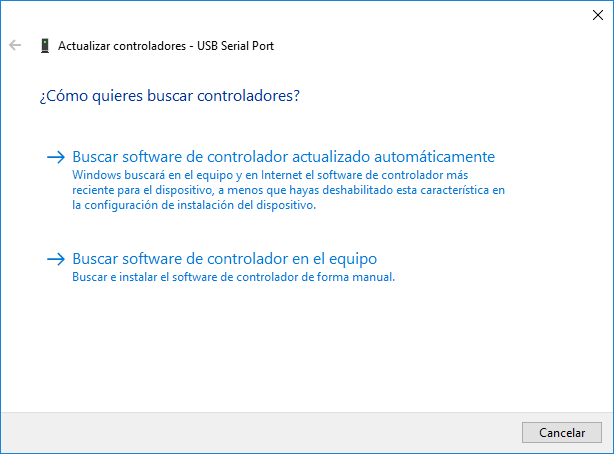 Actualizar controladores - USB Serial Port
¿Cómo quieres buscar controladores?
Buscar software de controlador actualizado automáticamente
Windows buscará en el equipo y en Internet el software de controlador más
reciente para el dispositivo, a menos que hayas deshabilitado esta característica en
la configuración de instalación del dispositivo.
Buscar software de controlador en el equipo
Buscar e instalar el software de controlador de forma manual.
Cancelar